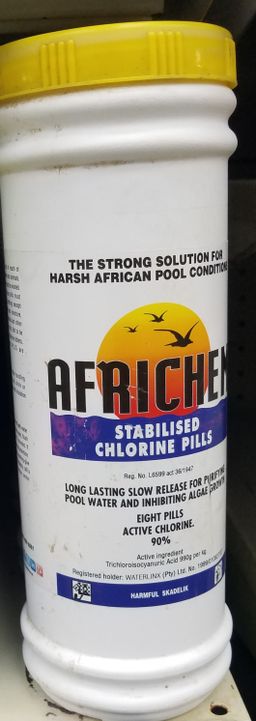 THE STRONG SOLUTION FOR
HARSH AFRICAN POOL CONDITIONS
AFRICHEM
STABILISED
CHLORINE PILLS
Reg. No. L6599 act 36/1947
LONG LASTING SLOW RELEASE FOR PURIFYING
POOL WATER AND INHIBITING ALGAE GROWTH
EIGHT PILLS
ACTIVE CHLORINE.
90%
Active ingredient
Trichloroisocyanuric Acid 990g per kg
Registered holder: WATERLINX (Pty) Ltd. No.
HARMFUL SKADELIK